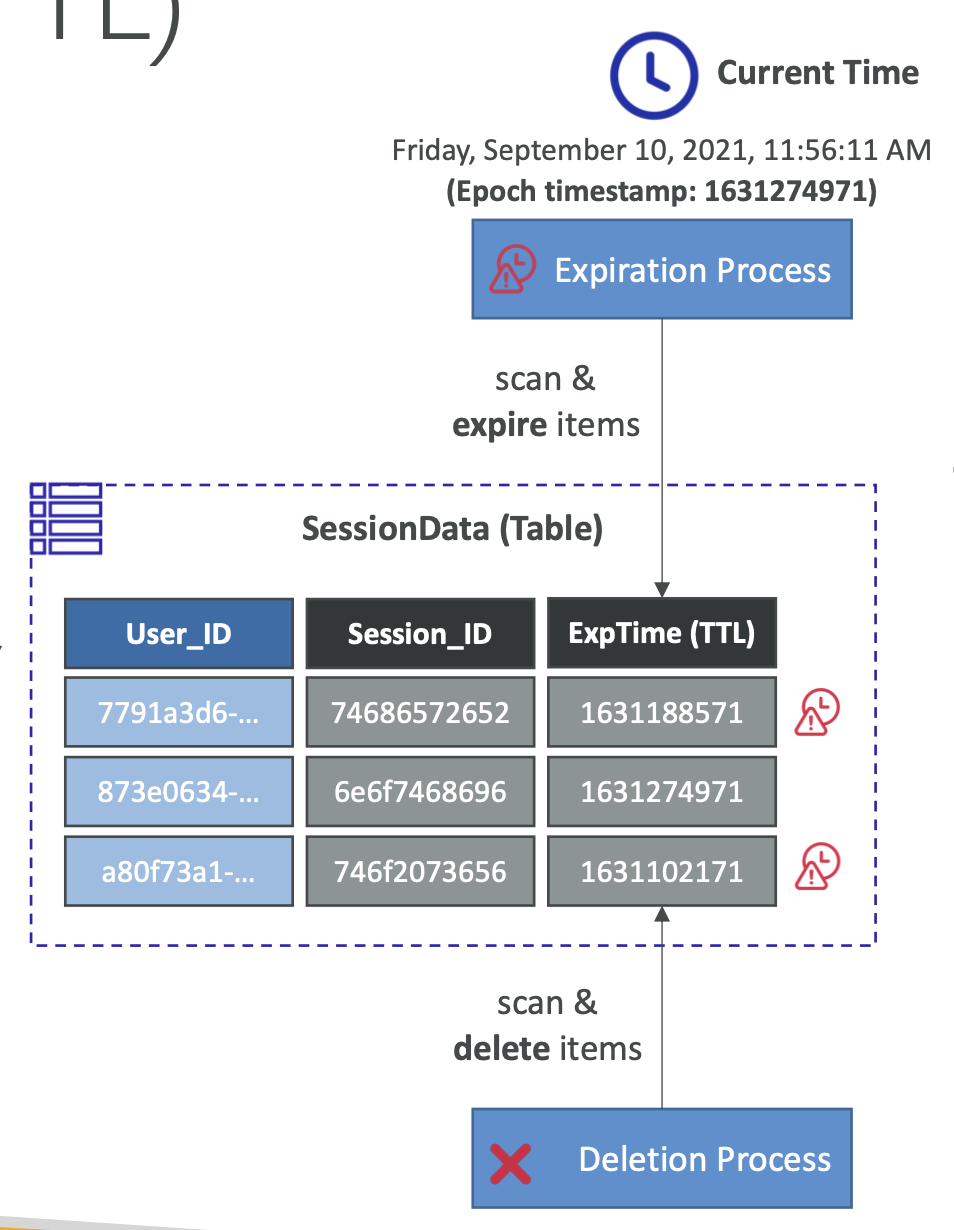 TL)
Current Time
Friday, September 10, 2021, 11:56:11 AM
(Epoch timestamp: 1631274971)
Expiration Process
scan &
expire items
SessionData (Table)
User_ID Session_ID ExpTime (TTL)
7791a3d6-... 74686572652 1631188571
873e0634-... 6e6f7468696 1631274971
a80f73a1-... 746f2073656 1631102171
scan &
delete items
Deletion Process